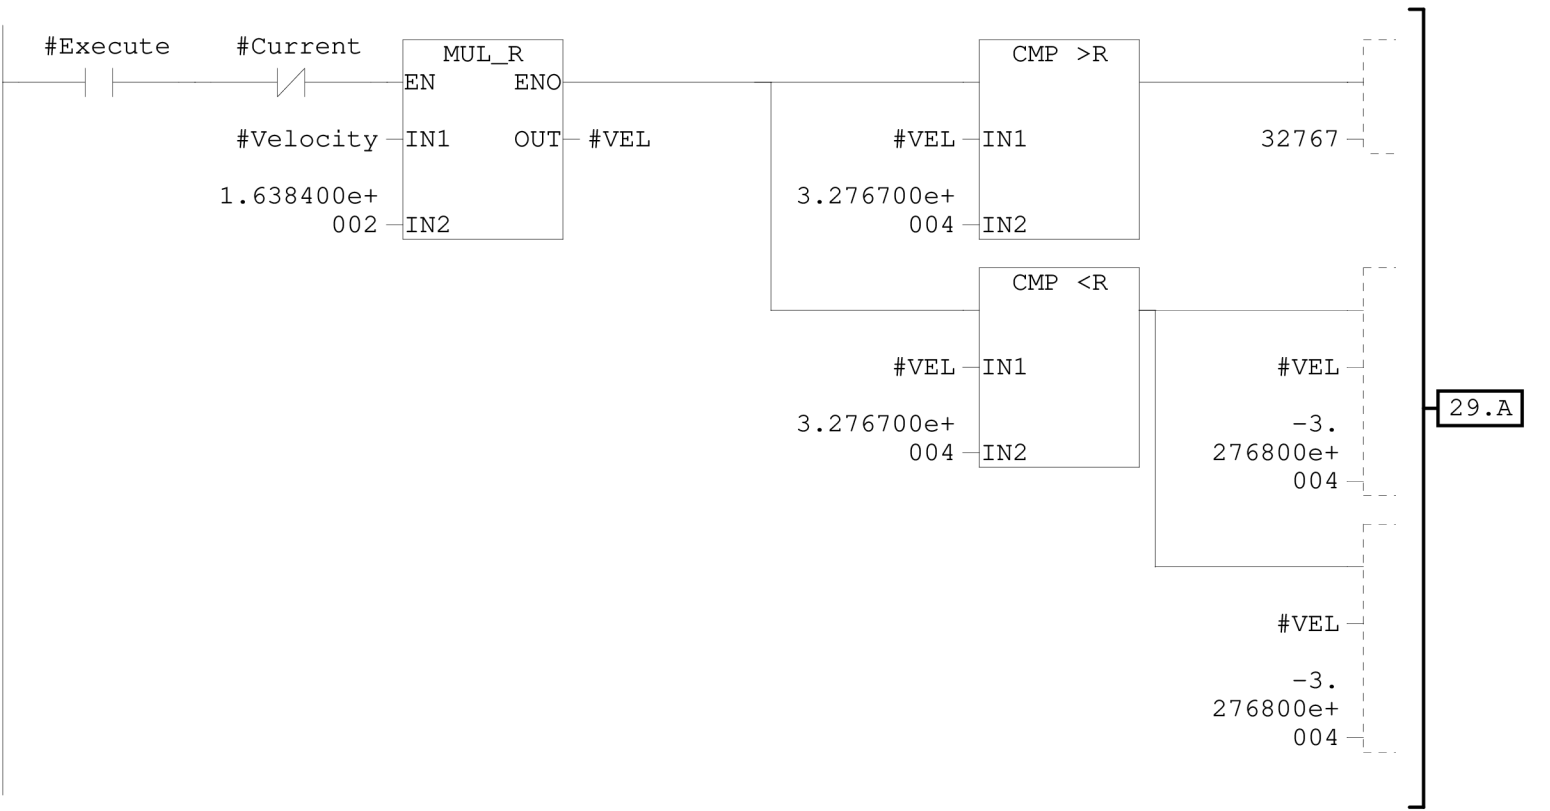 #Execute #Current MUL_R CMP >R
EN ENO
#Velocity IN1 OUT #VEL #VEL IN1 32767
1.638400e+ 3.276700e+
002 IN2 004 IN2
CMP <R
#VEL IN1 #VEL
29.A
3.276700e+ -3.
004 IN2 276800e+
004
#VEL
-3.
276800e+
004